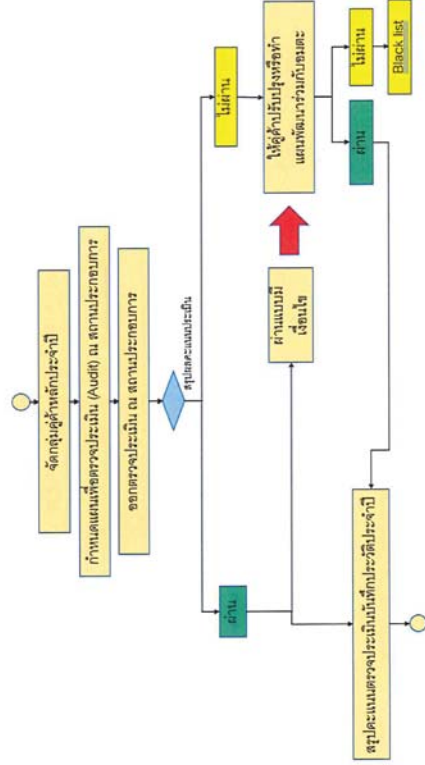 จัดกลุ่มคู่ค้าหลักประจำปี
กำหนดแผนเพื่อตรวจประเมิน (Audit) ณ สถานประกอบการ
ออกตรวจประเมิน ณ สถานประกอบการ
สรุปผลคะแนนประเมิน
ผ่าน
ไม่ผ่าน
ผ่านแบบมี
เงื่อนไข
ให้คู่ค้าปรับปรุงหรือทำ
แผนพัฒนาร่วมกับอมตะ
ผ่าน
ไม่ผ่าน
Black list
สรุปคะแนนตรวจประเมินบันทึกประวัติประจำปี